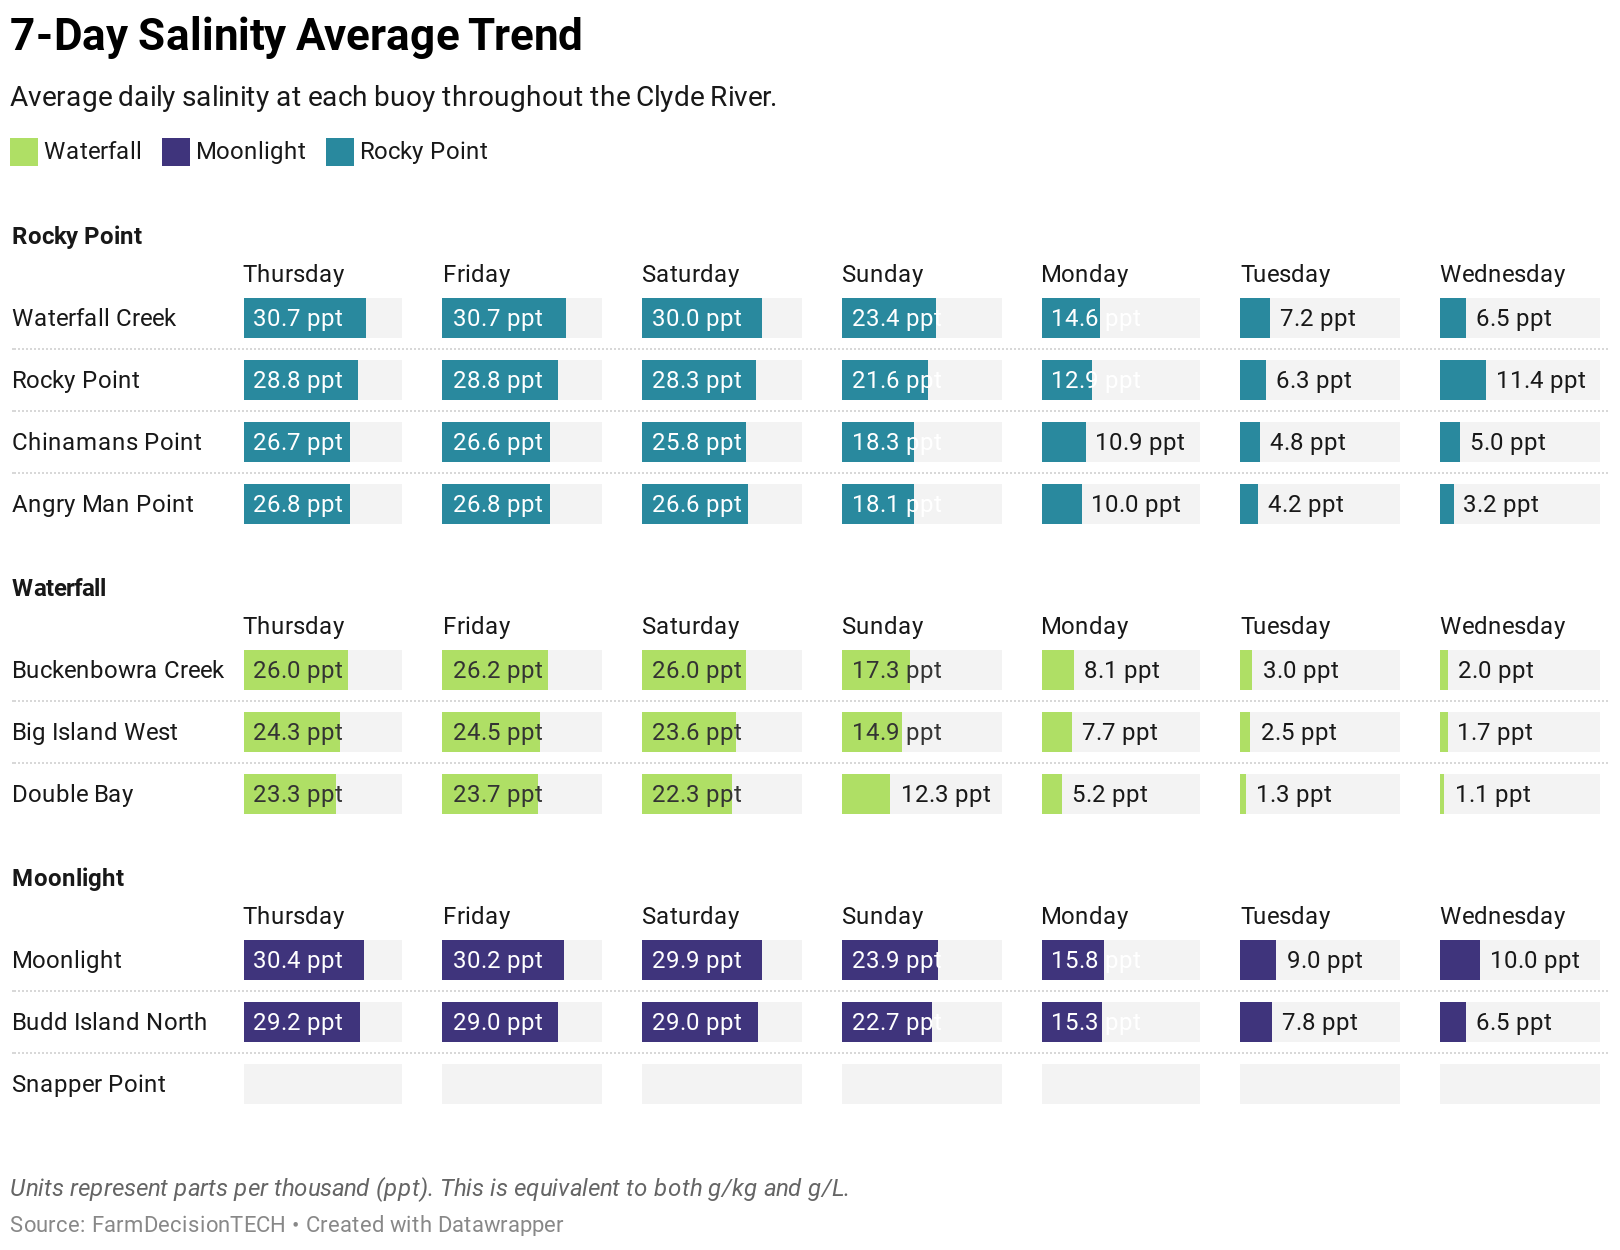 7-Day Salinity Average Trend
Average daily salinity at each buoy throughout the Clyde River.
Waterfall Moonlight Rocky Point
Rocky Point
Thursday Friday Saturday Sunday Monday Tuesday Wednesday
Waterfall Creek 30.7 ppt 30.7 ppt 30.0 ppt 23.4 ppt 14.6 ppt 7.2 ppt 6.5 ppt
Rocky Point 28.8 ppt 28.8 ppt 28.3 ppt 21.6 ppt 12.9 ppt 6.3 ppt 11.4 ppt
Chinamans Point 26.7 ppt 26.6 ppt 25.8 ppt 18.3 ppt 10.9 ppt 4.8 ppt 5.0 ppt
Angry Man Point 26.8 ppt 26.8 ppt 26.6 ppt 18.1 ppt 10.0 ppt 4.2 ppt 3.2 ppt
Waterfall
Thursday Friday Saturday Sunday Monday Tuesday Wednesday
Buckenbowra Creek 26.0 ppt 26.2 ppt 26.0 ppt 17.3 ppt 8.1 ppt 3.0 ppt 2.0 ppt
Big Island West 24.3 ppt 24.5 ppt 23.6 ppt 14.9 ppt 7.7 ppt 2.5 ppt 1.7 ppt
Double Bay 23.3 ppt 23.7 ppt 22.3 ppt 12.3 ppt 5.2 ppt 1.3 ppt 1.1 ppt
Moonlight
Thursday Friday Saturday Sunday Monday Tuesday Wednesday
Moonlight 30.4 ppt 30.2 ppt 29.9 ppt 23.9 ppt 15.8 ppt 9.0 ppt 10.0 ppt
Budd Island North 29.2 ppt 29.0 ppt 29.0 ppt 22.7 ppt 15.3 ppt 7.8 ppt 6.5 ppt
Snapper Point
Units represent parts per thousand (ppt). This is equivalent to both g/kg and g/L.
Source: FarmDecisionTECH • Created with Datawrapper